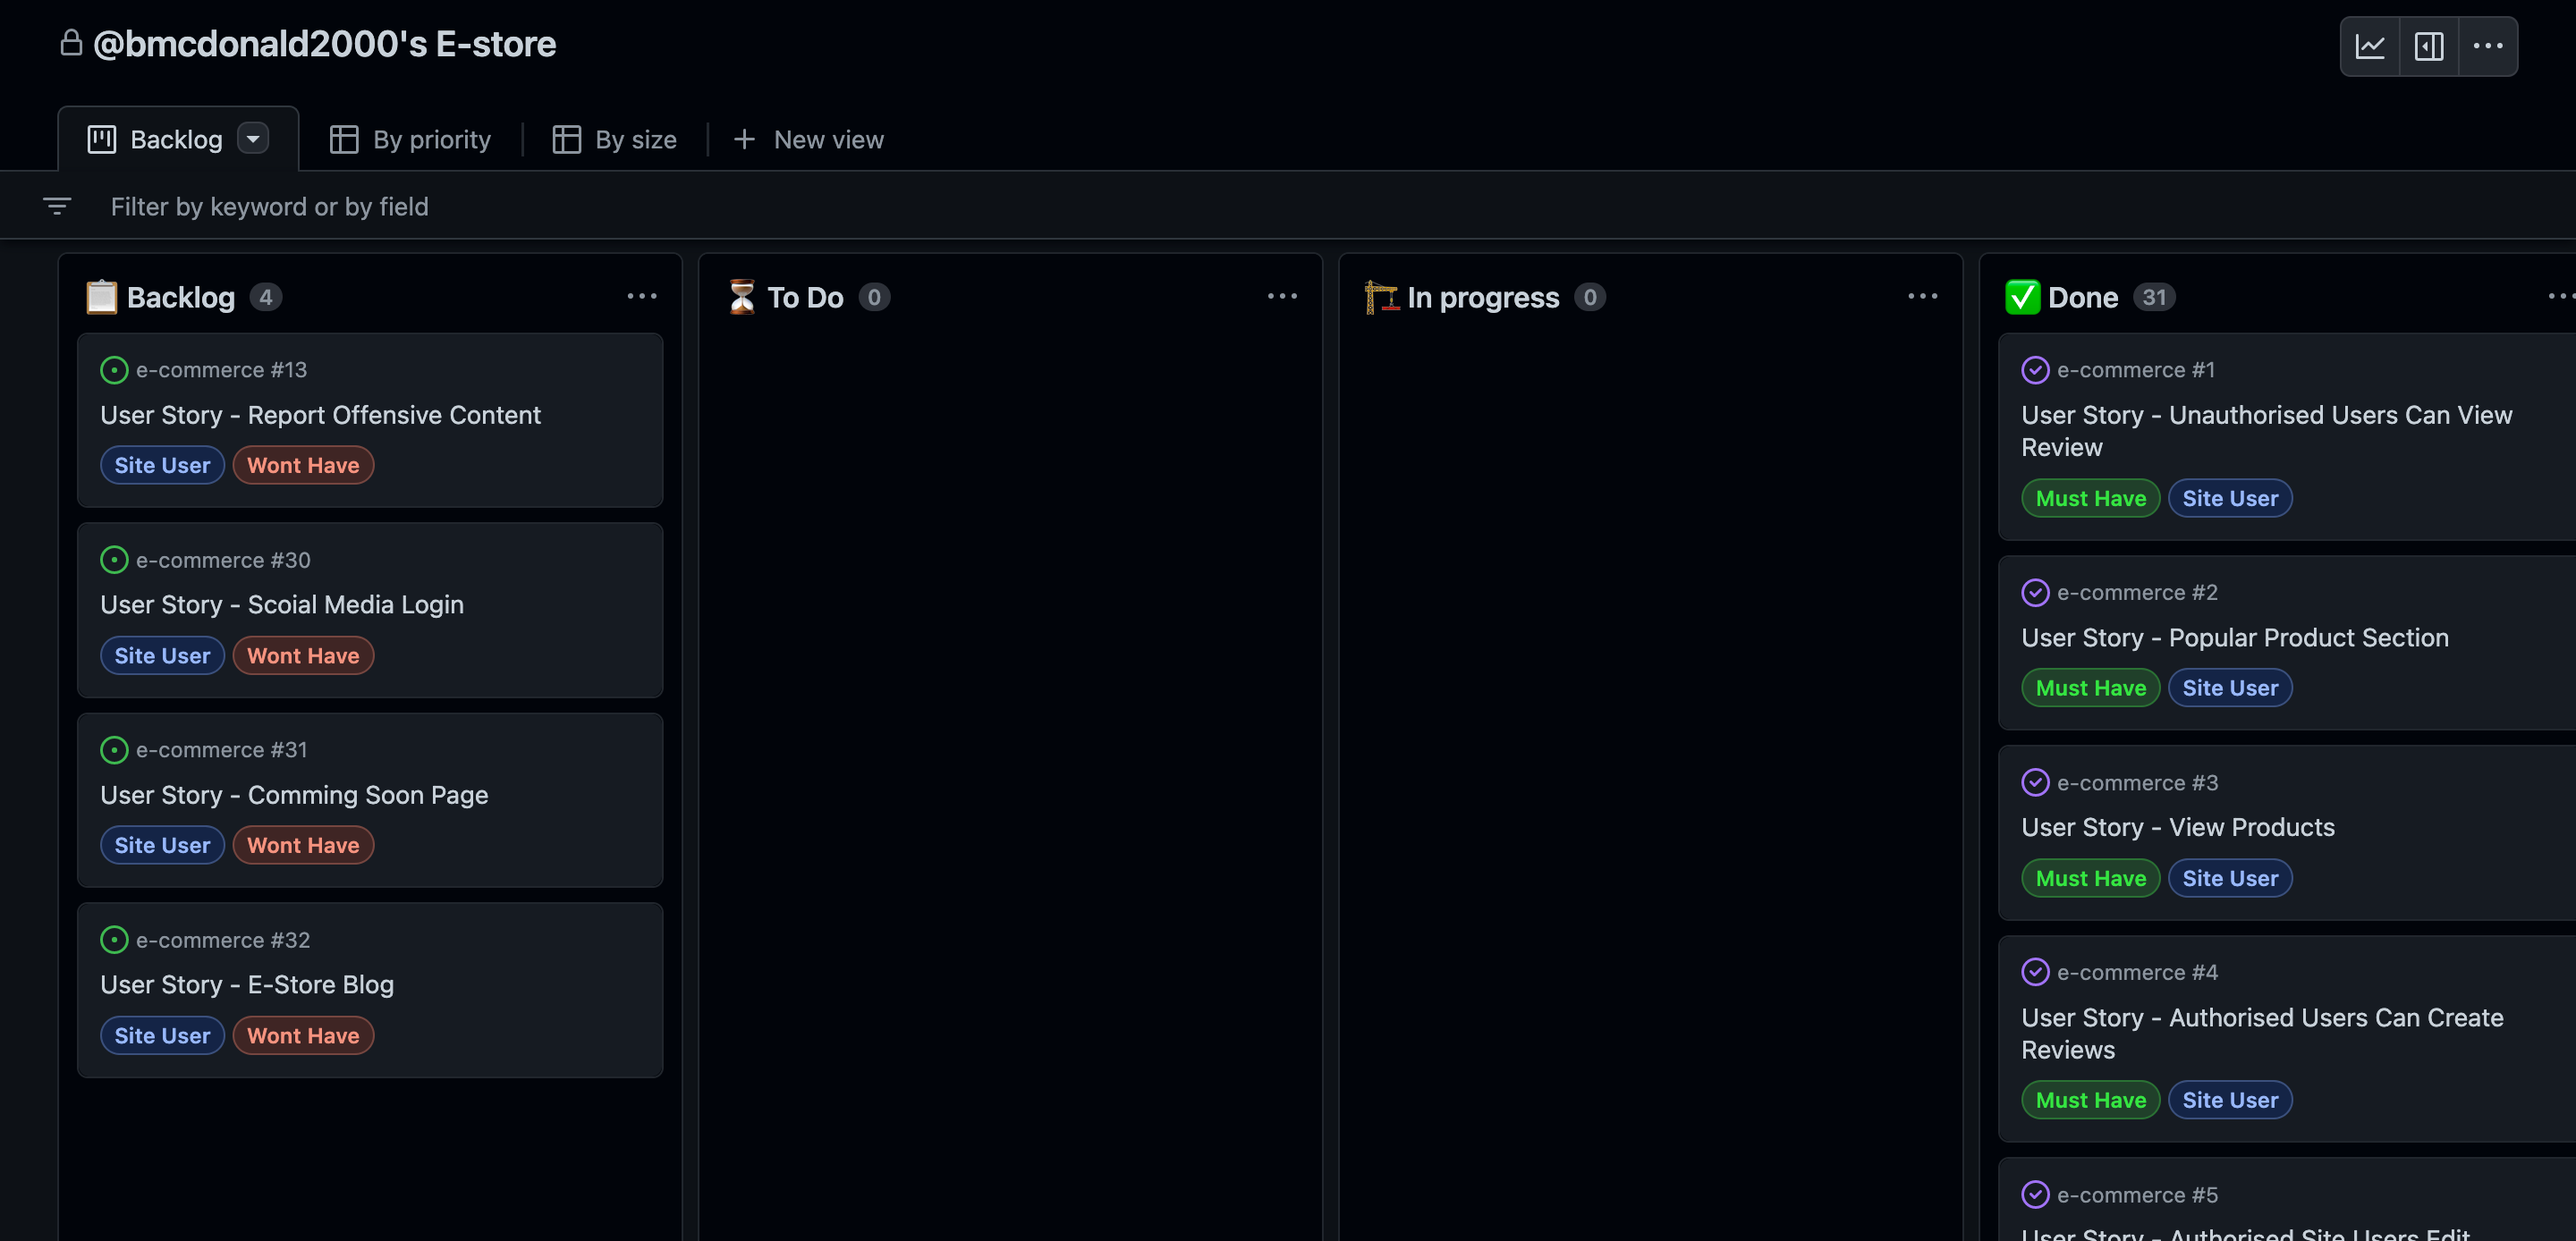 @bmcdonald2000's E-store
Backlog By priority By size New view
Filter by keyword or by field
Backlog 4
e-commerce #13
User Story - Report Offensive Content
Site User Wont Have
e-commerce #30
User Story - Scoial Media Login
Site User Wont Have
e-commerce #31
User Story - Comming Soon Page
Site User Wont Have
e-commerce #32
User Story - E-Store Blog
Site User Wont Have
To Do 0
In progress 0
Done 31
e-commerce #1
User Story - Unauthorised Users Can View
Review
Must Have Site User
e-commerce #2
User Story - Popular Product Section
Must Have Site User
e-commerce #3
User Story - View Products
Must Have Site User
e-commerce #4
User Story - Authorised Users Can Create
Reviews
Must Have Site User
e-commerce #5
User Story - Authorised Site Users Edit